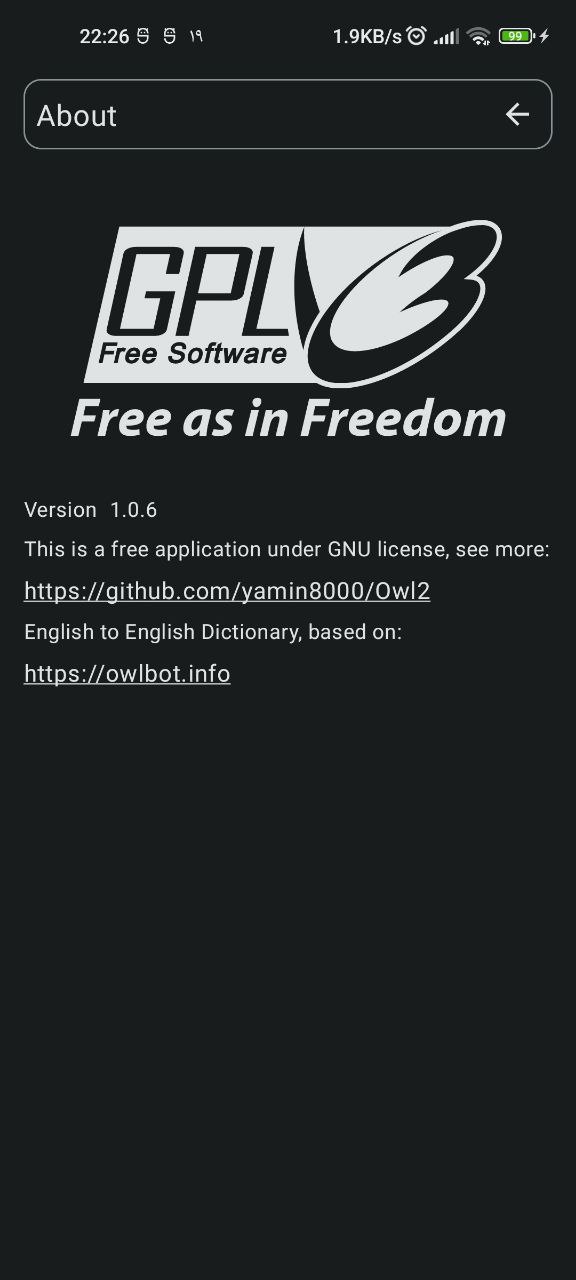 22:26 ۱۹ 1.9KB/s 99
About
GPL 3
Free Software
Free as in Freedom
Version 1.0.6
This is a free application under GNU license, see more:
https://github.com/yamin8000/Owl2
English to English Dictionary, based on:
https://owlbot.info